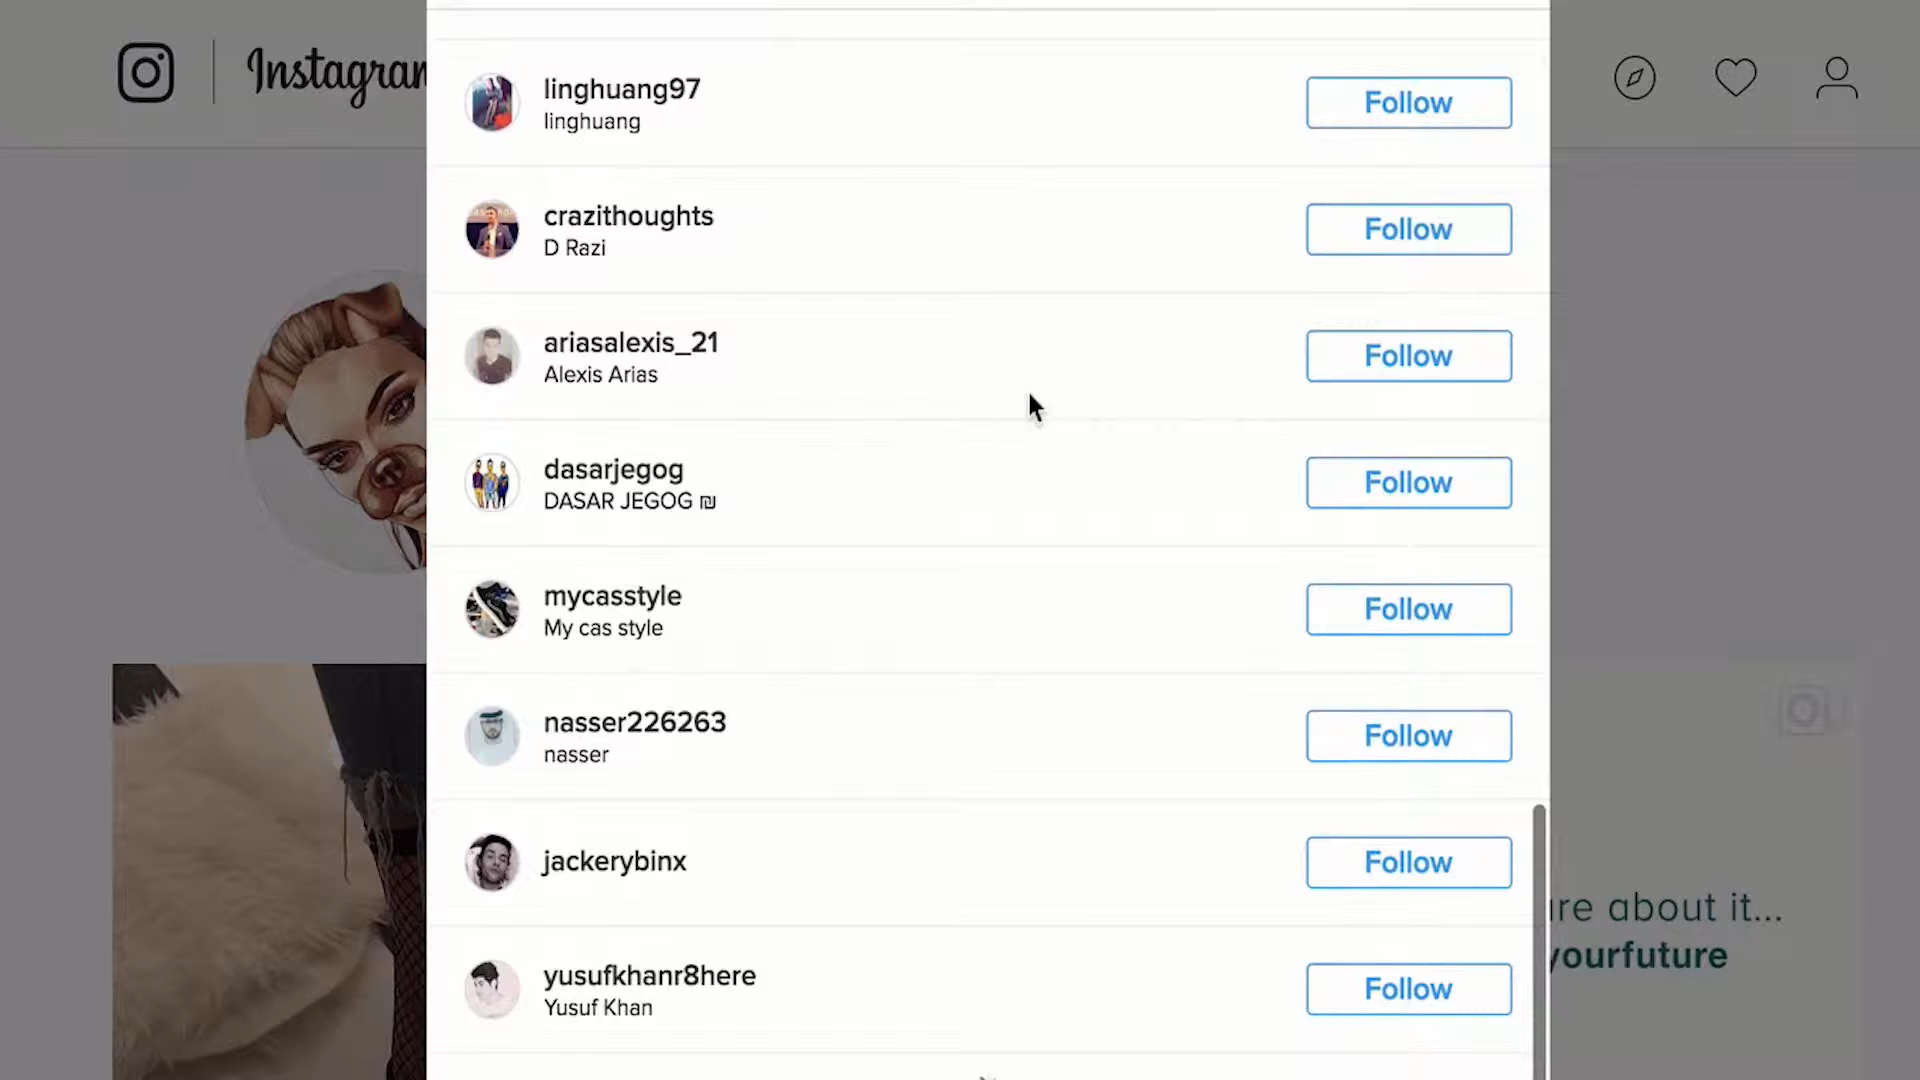 Instagram
linghuang97
linghuang
Follow
crazithoughts
D Razi
Follow
ariasalexis_21
Alexis Arias
Follow
dasarjegog
DASAR JEGOG ₪
Follow
mycasstyle
My cas style
Follow
nasser226263
nasser
Follow
jackerybinx
Follow
yusufkhanr8here
Yusuf Khan
Follow
about it...
yourfuture